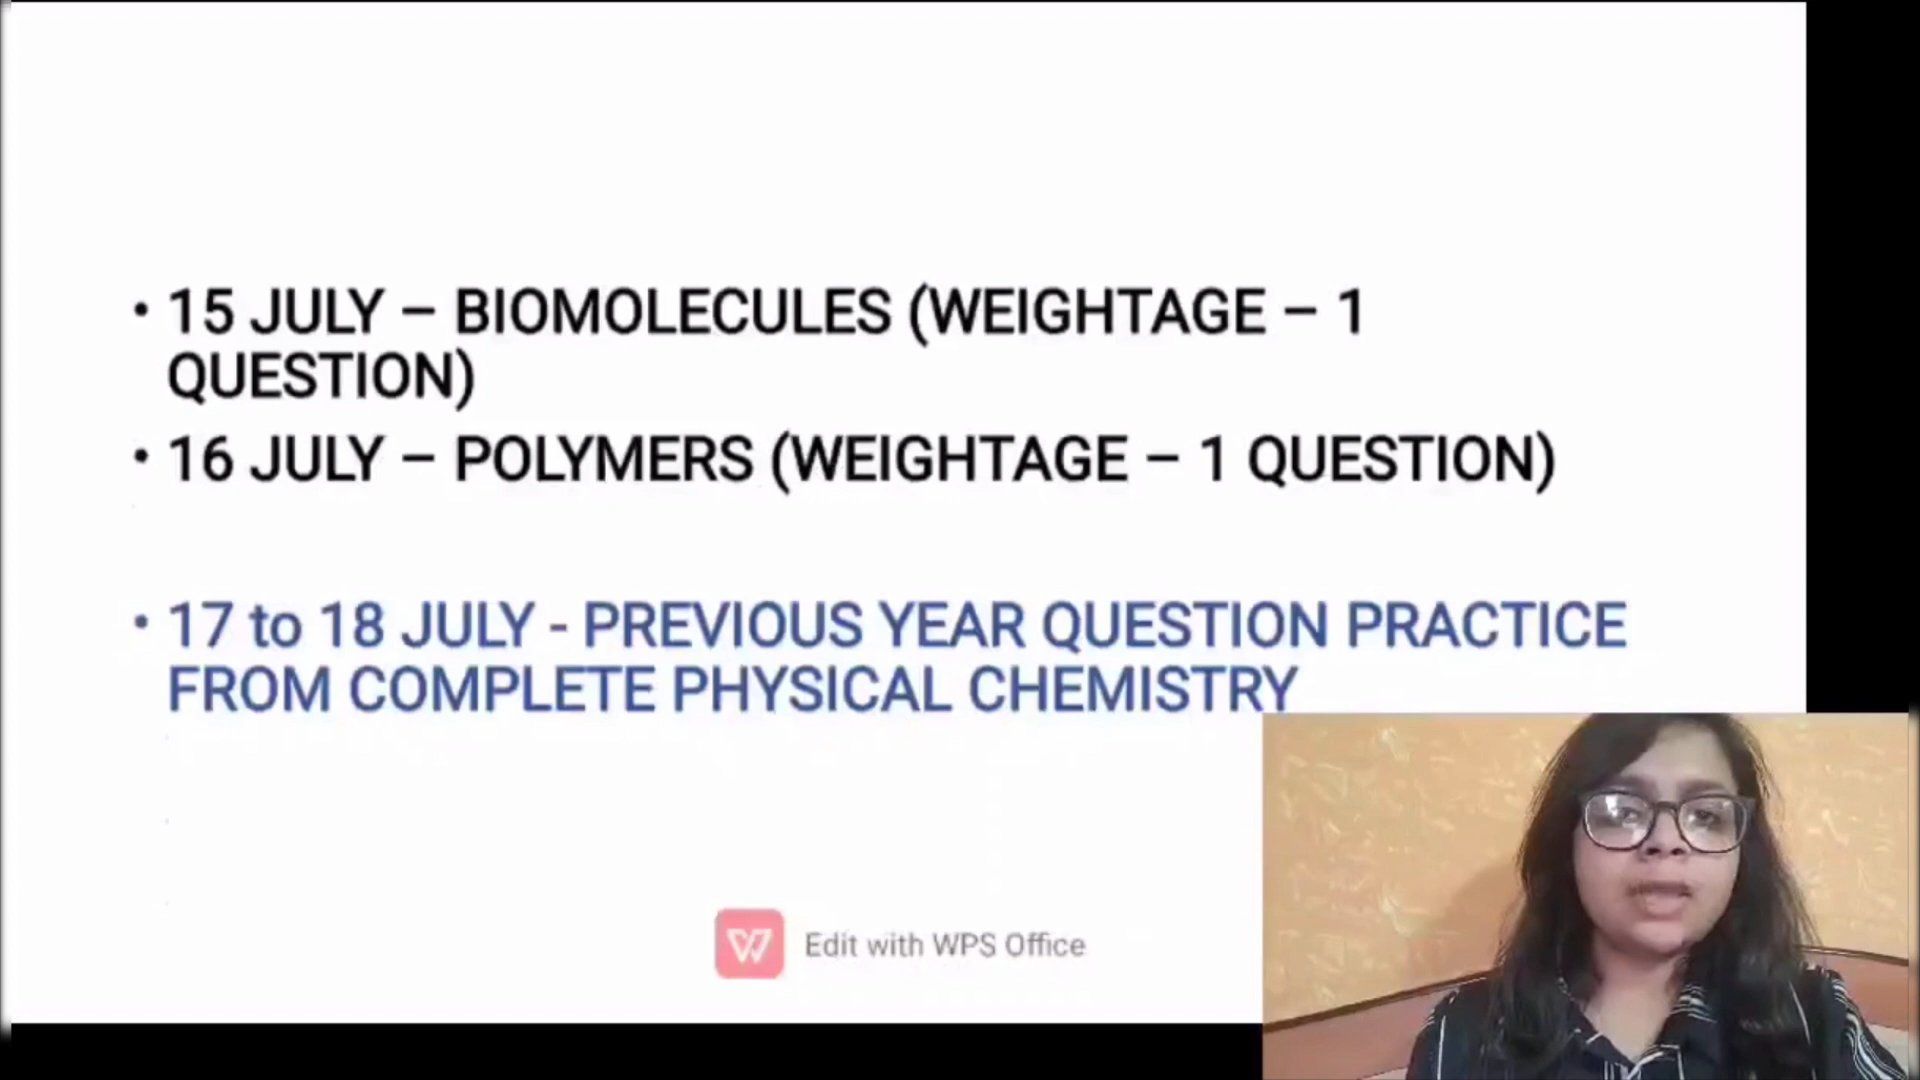 • 15 JULY – BIOMOLECULES (WEIGHTAGE – 1
QUESTION)
• 16 JULY – POLYMERS (WEIGHTAGE – 1 QUESTION)
• 17 to 18 JULY - PREVIOUS YEAR QUESTION PRACTICE
FROM COMPLETE PHYSICAL CHEMISTRY
Edit with WPS Office